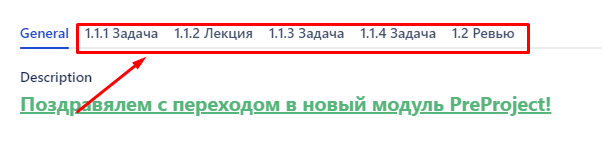 General 1.1.1 Задача 1.1.2 Лекция 1.1.3 Задача 1.1.4 Задача 1.2 Ревью
Description
Поздравялем с переходом в новый модуль PreProject!